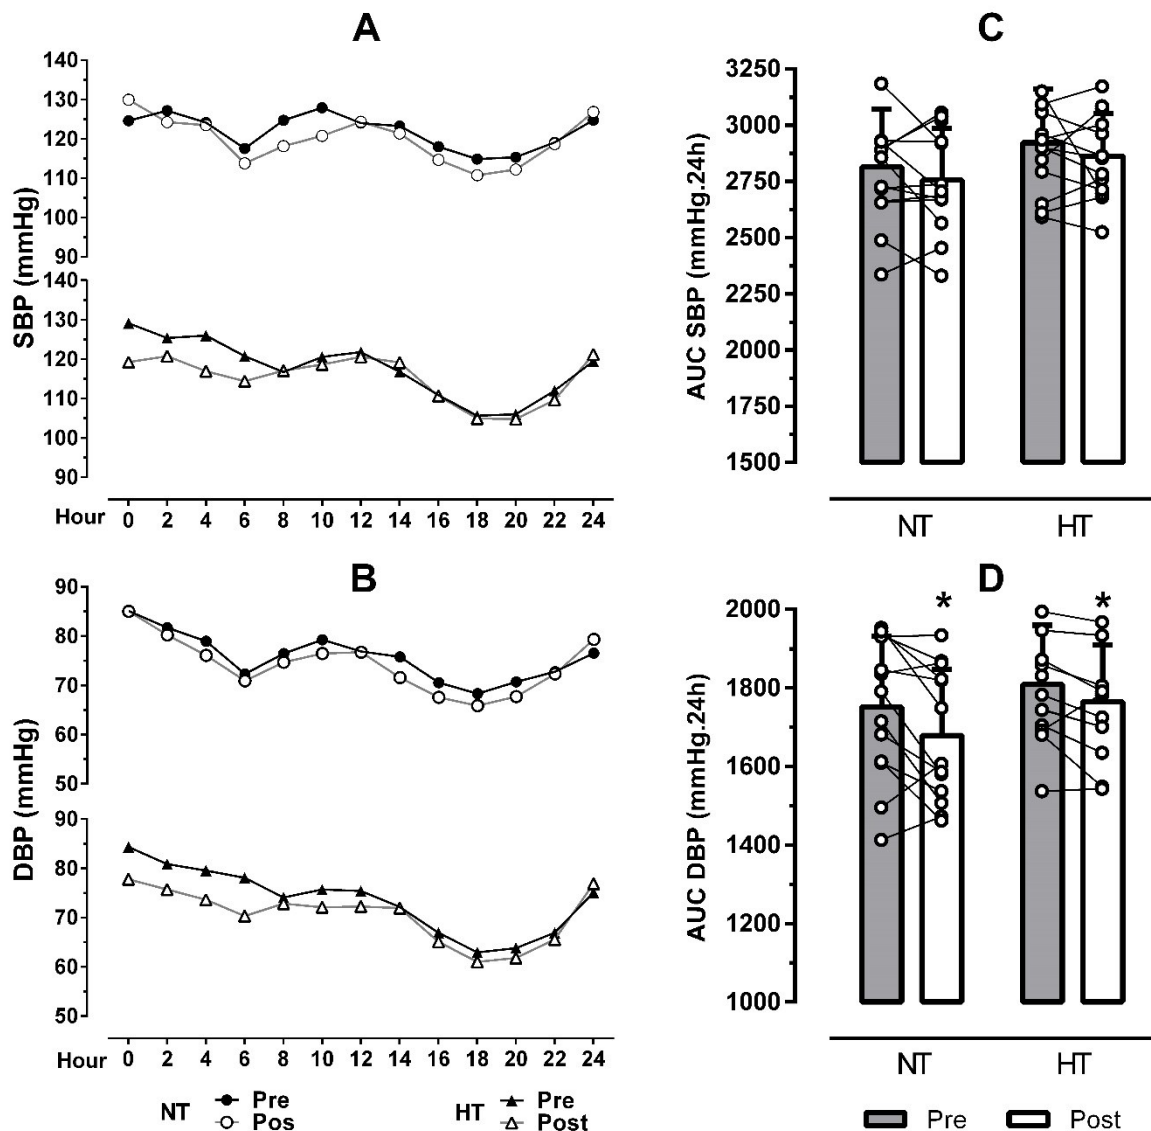 A
SBP (mmHg)
140
130
120
110
100
90
140
130
120
110
100
90
Hour 0 2 4 6 8 10 12 14 16 18 20 22 24
B
DBP (mmHg)
90
80
70
60
50
90
80
70
60
50
Hour 0 2 4 6 8 10 12 14 16 18 20 22 24
NT Pre HT Pre
Pos Post
C
AUC SBP (mmHg.24h)
3250
3000
2750
2500
2250
2000
1750
1500
NT HT
D
AUC DBP (mmHg.24h)
* *
2000
1800
1600
1400
1200
1000
NT HT
Pre Post